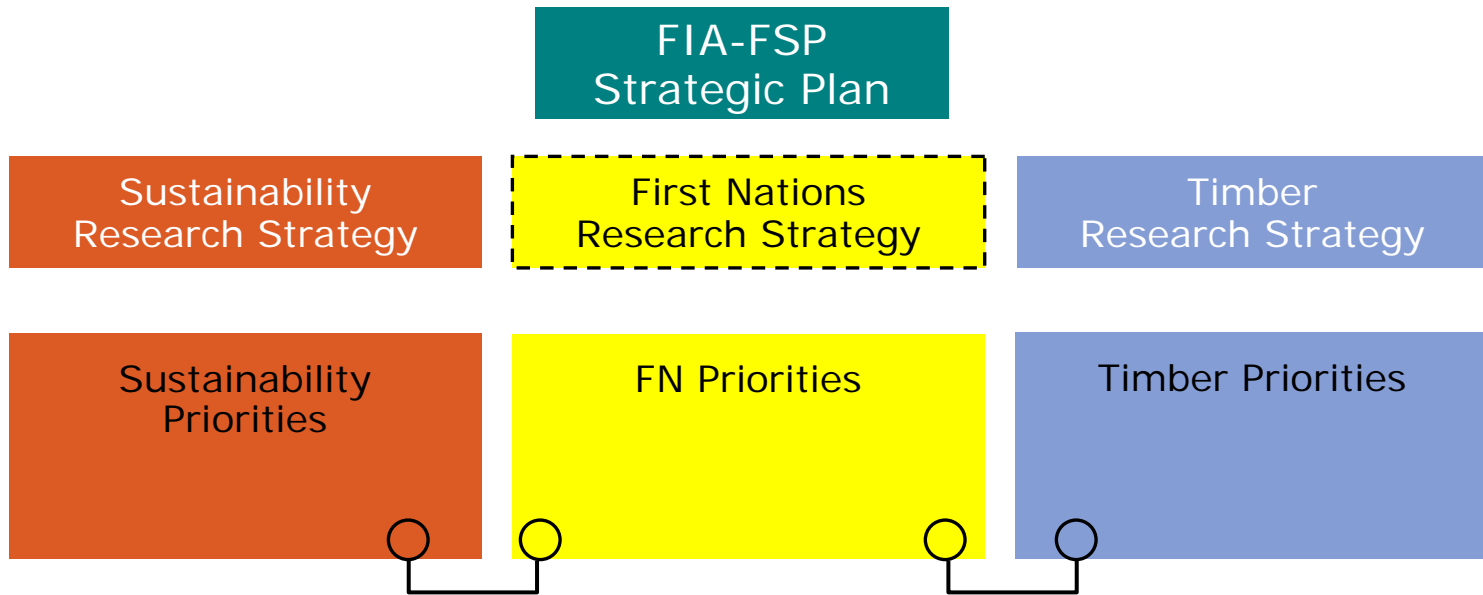 FIA-FSP
Strategic Plan
Sustainability
Research Strategy
First Nations
Research Strategy
Timber
Research Strategy
Sustainability
Priorities
FN Priorities
Timber Priorities